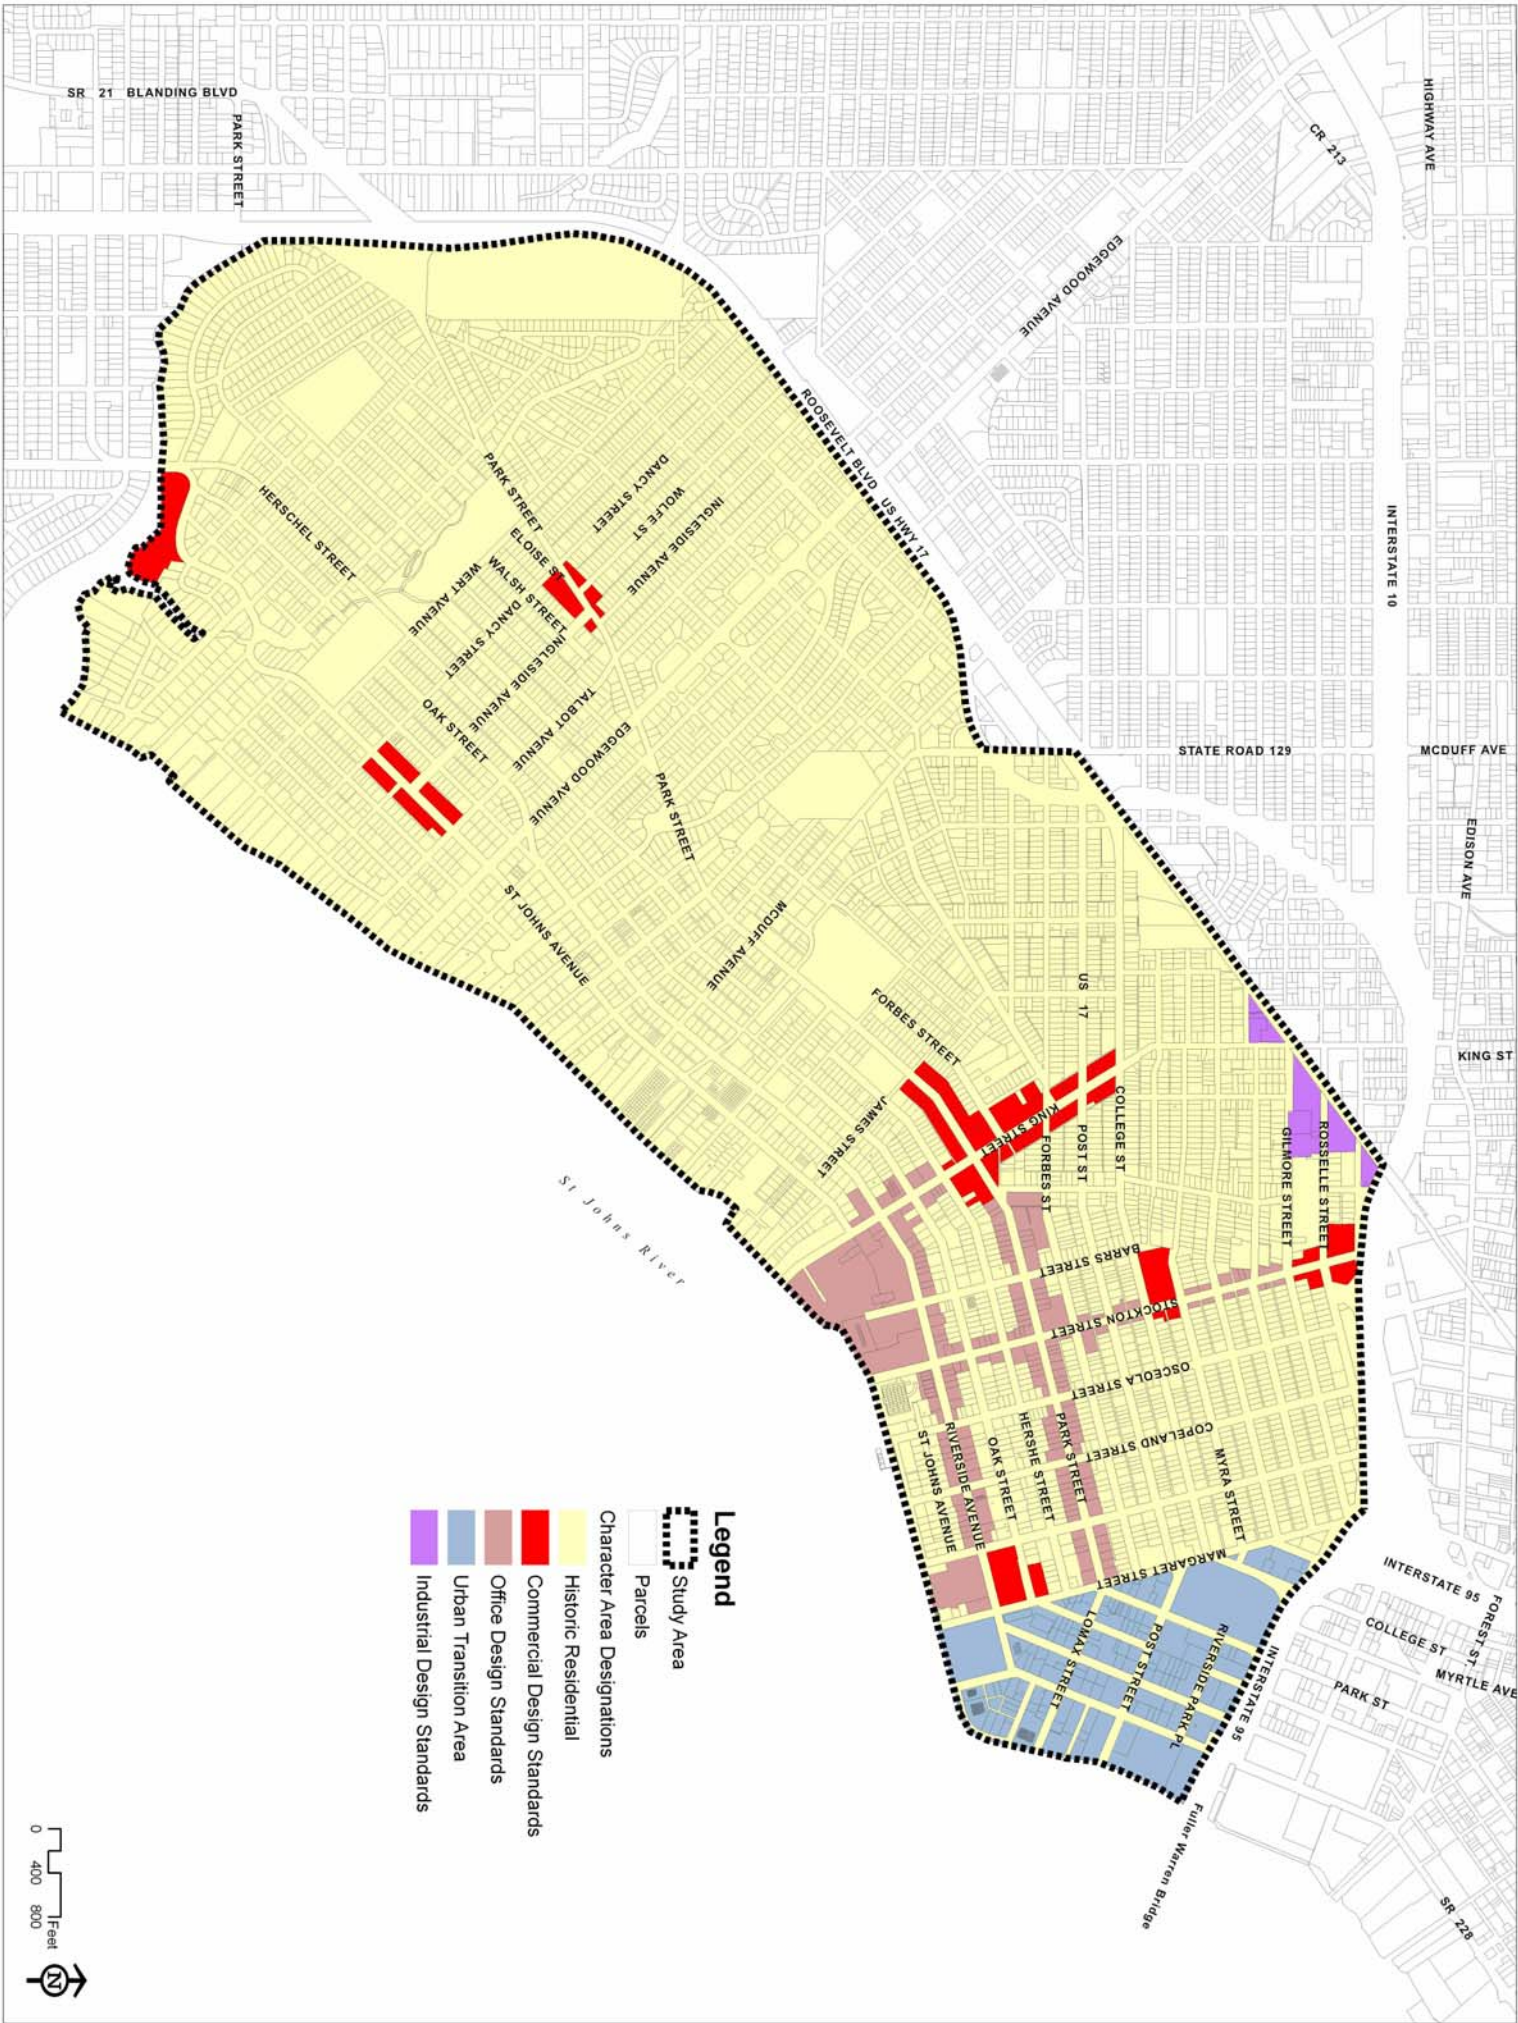 HIGHWAY AVE
CR 213
SR 21 BLANDING BLVD
PARK STREET
EDGEWOOD AVENUE
INTERSTATE 10
ROOSEVELT BLVD US HWY 17
STATE ROAD 129
MCDUFF AVE
EDISON AVE
KING ST
HERSCHEL STREET
PARK STREET
DANCY STREET
WOLFE ST
INGLESIDE AVENUE
ELOISE ST
WALSH STREET
WERT AVENUE
DANCY STREET
INGLESIDE AVENUE
TALBOT AVENUE
OAK STREET
EDGEWOOD AVENUE
PARK STREET
ST JOHNS AVENUE
MCDUFF AVENUE
FORBES STREET
US 17
JAMES STREET
KING STREET
COLLEGE ST
POST ST
FORBES ST
ROSSELLE STREET
GILMORE STREET
St Johns River
BARRS STREET
STOCKTON STREET
OSCEOLA STREET
COPELAND STREET
MYRA STREET
PARK STREET
HERSHE STREET
OAK STREET
RIVERSIDE AVENUE
ST JOHNS AVENUE
MARGARET STREET
LOMAX STREET
POST STREET
RIVERSIDE PARK PL
INTERSTATE 95
INTERSTATE 95
FOREST ST.
COLLEGE ST
MYRTLE AVE
PARK ST
Fuller Warren Bridge
SR 228
Legend
Study Area
Parcels
Character Area Designations
Historic Residential
Commercial Design Standards
Office Design Standards
Urban Transition Area
Industrial Design Standards
0 400 800
Feet
N